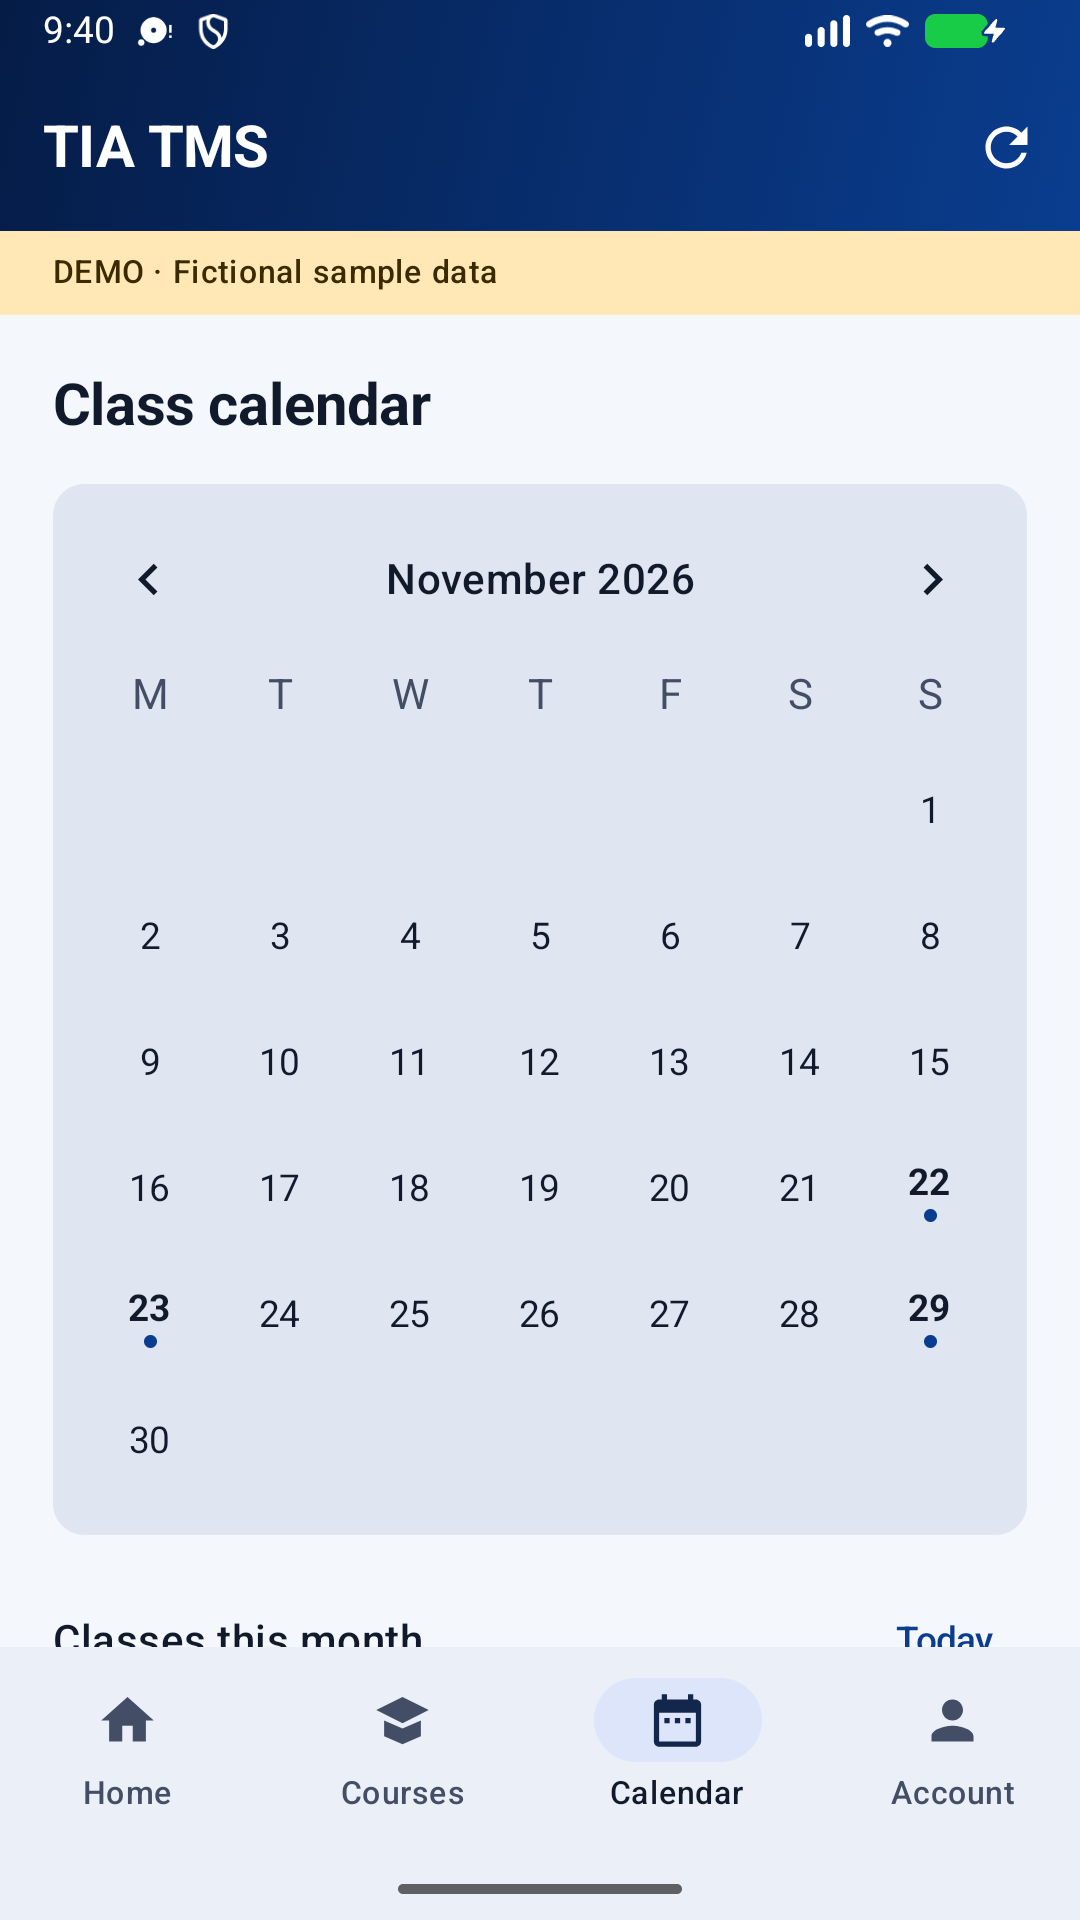 9:40
TIA TMS
DEMO · Fictional sample data
Class calendar
November 2026
M T W T F S S
1
2 3 4 5 6 7 8
9 10 11 12 13 14 15
16 17 18 19 20 21 22
23 24 25 26 27 28 29
30
Classes this month Today
Home Courses Calendar Account